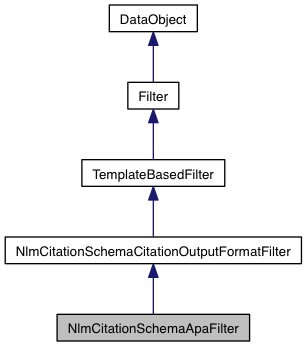 DataObject
Filter
TemplateBasedFilter
NlmCitationSchemaCitationOutputFormatFilter
NlmCitationSchemaApaFilter